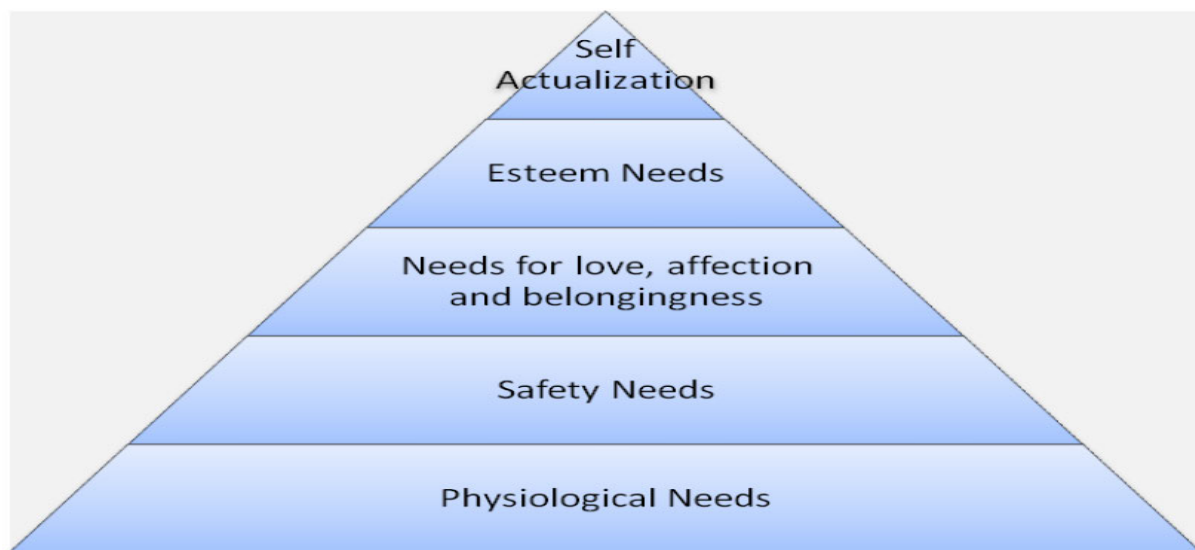 Self
Actualization
Esteem Needs
Needs for love, affection
and belongingness
Safety Needs
Physiological Needs